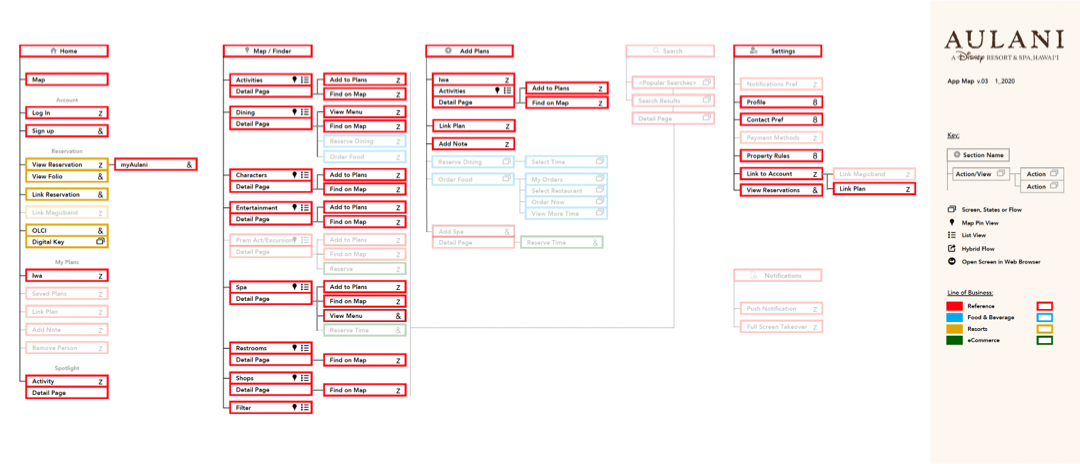 Home
Map
Account
Log In Z
Sign up &
Reservation
View Reservation Z
View Folio &
myAulani &
Link Reservation &
Link Magicband Z
OLCI &
Digital Key
My Plans
Iwa Z
Saved Plans Z
Link Plan Z
Add Note Z
Remove Person Z
Spotlight
Activity Z
Detail Page
Map / Finder
Activities
Detail Page
Add to Plans Z
Find on Map Z
Dining
Detail Page
View Menu Z
Find on Map Z
Reserve Dining Z
Order Food Z
Characters
Detail Page
Add to Plans Z
Find on Map Z
Entertainment
Detail Page
Add to Plans Z
Find on Map Z
Prem Act/Excursion
Detail Page
Add to Plans Z
Find on Map Z
Reserve Z
Spa
Detail Page
Add to Plans Z
Find on Map Z
View Menu &
Reserve Time &
Restrooms
Detail Page
Find on Map Z
Shops
Detail Page
Find on Map Z
Filter
Add Plans
Iwa Z
Activities
Detail Page
Add to Plans Z
Find on Map Z
Link Plan Z
Add Note Z
Reserve Dining
Select Time
Order Food
My Orders
Select Restaurant
Order Now
View More Time
Add Spa &
Detail Page
Reserve Time &
Search
<Popular Searches>
Search Results
Detail Page
Settings
Notifications Pref Z
Profile 8
Contact Pref 8
Payment Methods Z
Property Rules 8
Link to Account Z
View Reservations &
Link Magicband Z
Link Plan Z
Notifications
Push Notification Z
Full Screen Takeover Z
AULANI
A Disney RESORT & SPA, HAWAI'I
App Map v.03 1_2020
Key:
Section Name
Action/View
Action
Action
Screen, States or Flow
Map Pin View
List View
Hybrid Flow
Open Screen in Web Browser
Line of Business:
Reference
Food & Beverage
Resorts
eCommerce